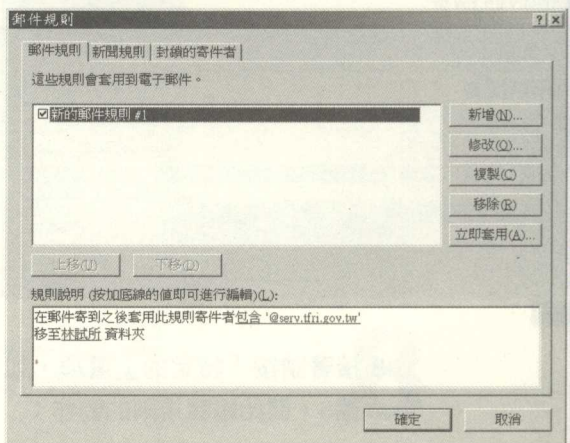 郵件規則
郵件規則 新聞規則 封鎖的寄件者
這些規則會套用到電子郵件。
新的郵件規則 #1
新增(N)...
修改(O)...
複製(C)
移除(R)
立即套用(A)...
上移(U) 下移(D)
規則說明 (按加底線的值即可進行編輯)(L):
在郵件寄到之後套用此規則寄件者包含 '@serv.tfri.gov.tw'
移至林試所 資料夾
確定 取消